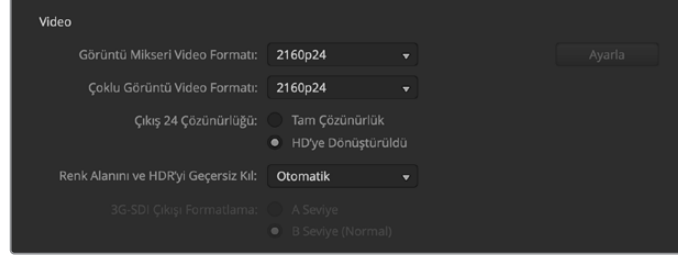 Video
Görüntü Mikseri Video Formatı: 2160p24 Ayarla
Çoklu Görüntü Video Formatı: 2160p24
Çıkış 24 Çözünürlüğü: Tam Çözünürlük
HD'ye Dönüştürüldü
Renk Alanını ve HDR'yi Geçersiz Kıl: Otomatik
3G-SDI Çıkışı Formatlama: A Seviye
B Seviye (Normal)